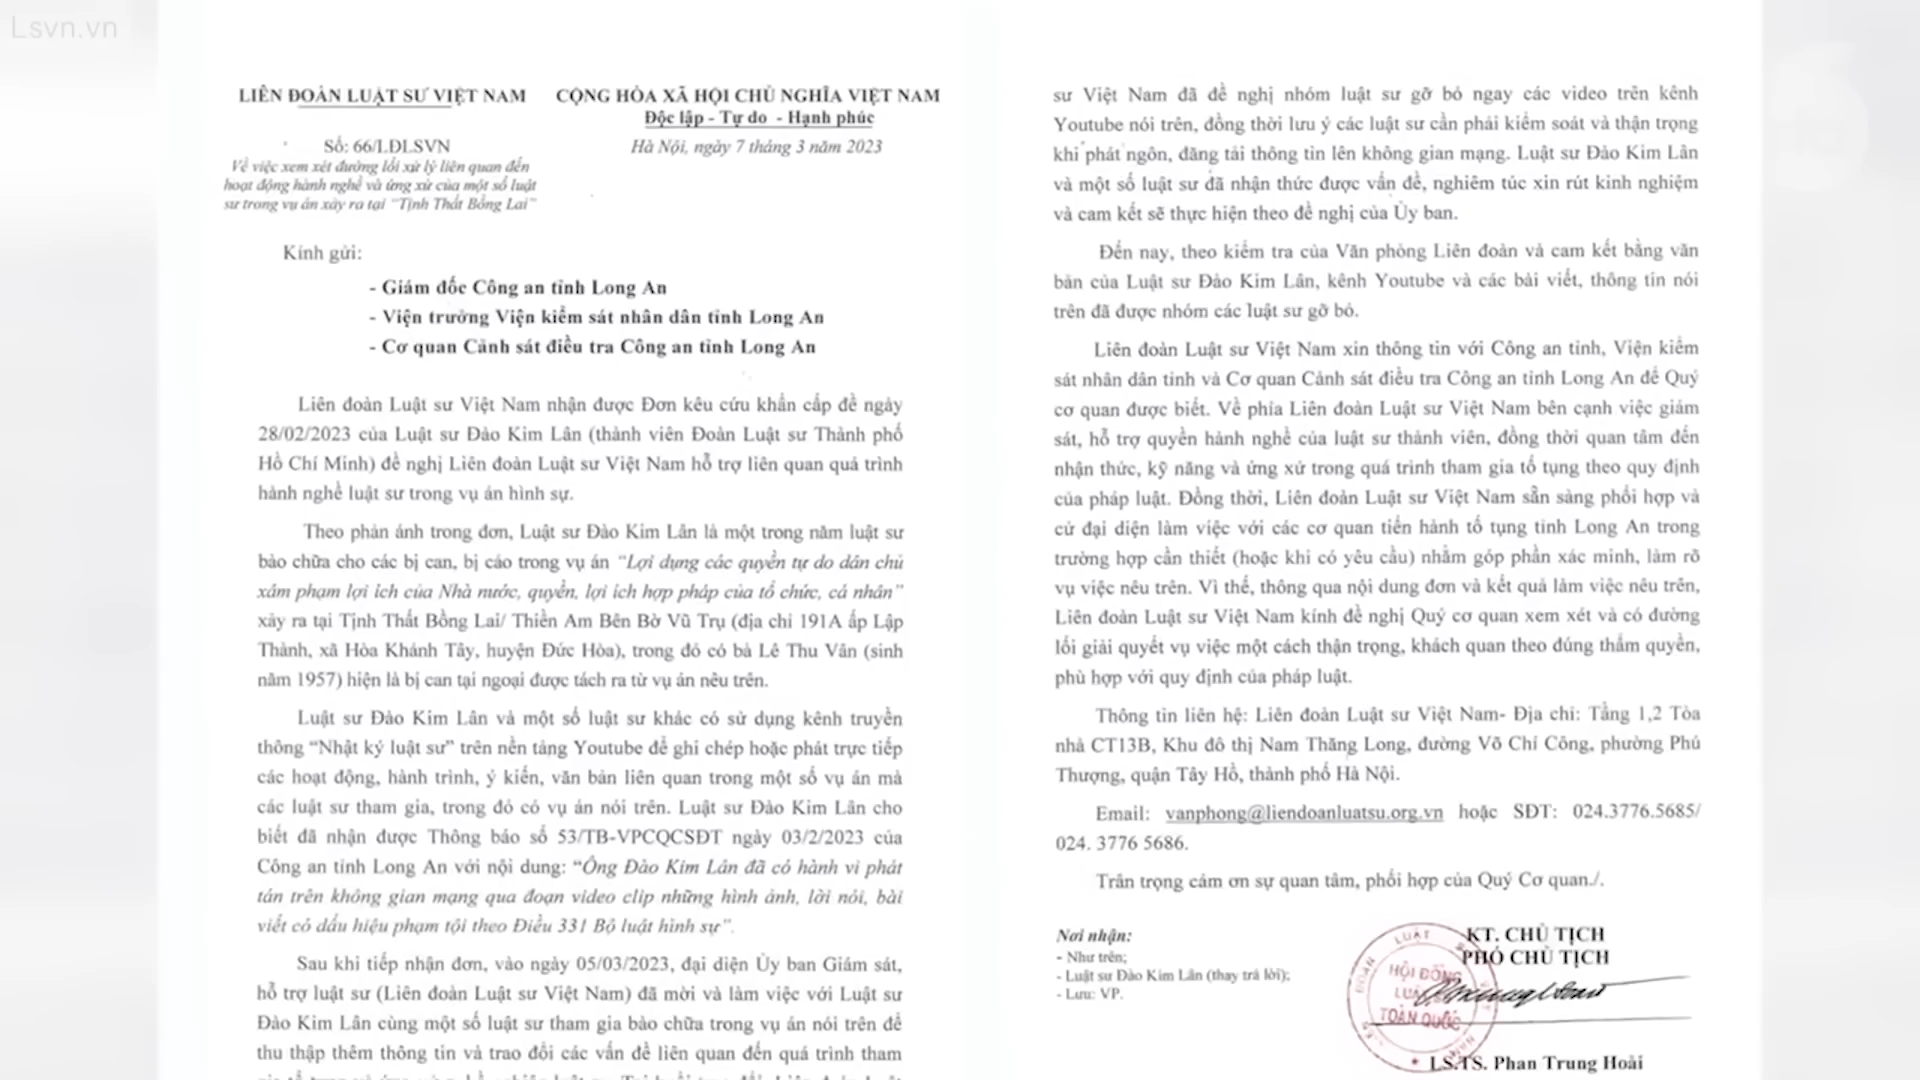 Lsvn.vn
LIÊN ĐOÀN LUẬT SƯ VIỆT NAM
Số: 66/LĐLSVN
Về việc xem xét đường lối xử lý liên quan đến
hoạt động hành nghề và ứng xử của một số luật
sư trong vụ án xảy ra tại “Tịnh Thất Bồng Lai”
CỘNG HÒA XÃ HỘI CHỦ NGHĨA VIỆT NAM
Độc lập - Tự do - Hạnh phúc
Hà Nội, ngày 7 tháng 3 năm 2023
Kính gửi:
- Giám đốc Công an tỉnh Long An
- Viện trưởng Viện kiểm sát nhân dân tỉnh Long An
- Cơ quan Cảnh sát điều tra Công an tỉnh Long An
Liên đoàn Luật sư Việt Nam nhận được Đơn kêu cứu khẩn cấp đề ngày
28/02/2023 của Luật sư Đào Kim Lân (thành viên Đoàn Luật sư Thành phố
Hồ Chí Minh) đề nghị Liên đoàn Luật sư Việt Nam hỗ trợ liên quan quá trình
hành nghề luật sư trong vụ án hình sự.
Theo phản ánh trong đơn, Luật sư Đào Kim Lân là một trong năm luật sư
bào chữa cho các bị can, bị cáo trong vụ án “Lợi dụng các quyền tự do dân chủ
xâm phạm lợi ích của Nhà nước, quyền, lợi ích hợp pháp của tổ chức, cá nhân”
xảy ra tại Tịnh Thất Bồng Lai/ Thiền Am Bên Bờ Vũ Trụ (địa chỉ 191A ấp Lập
Thành, xã Hòa Khánh Tây, huyện Đức Hòa), trong đó có bà Lê Thu Vân (sinh
năm 1957) hiện là bị can tại ngoại được tách ra từ vụ án nêu trên.
Luật sư Đào Kim Lân và một số luật sư khác có sử dụng kênh truyền
thông “Nhật ký luật sư” trên nền tảng Youtube để ghi chép hoặc phát trực tiếp
các hoạt động, hành trình, ý kiến, văn bản liên quan trong một số vụ án mà
các luật sư tham gia, trong đó có vụ án nói trên. Luật sư Đào Kim Lân cho
biết đã nhận được Thông báo số 53/TB-VPCQCSĐT ngày 03/2/2023 của
Công an tỉnh Long An với nội dung: “Ông Đào Kim Lân đã có hành vi phát
tán trên không gian mạng qua đoạn video clip những hình ảnh, lời nói, bài
viết có dấu hiệu phạm tội theo Điều 331 Bộ luật hình sự”.
Sau khi tiếp nhận đơn, vào ngày 05/03/2023, đại diện Ủy ban Giám sát,
hỗ trợ luật sư (Liên đoàn Luật sư Việt Nam) đã mời và làm việc với Luật sư
Đào Kim Lân cùng một số luật sư tham gia bào chữa trong vụ án nói trên để
thu thập thêm thông tin và trao đổi các vấn đề liên quan đến quá trình tham
sư Việt Nam đã đề nghị nhóm luật sư gỡ bỏ ngay các video trên kênh
Youtube nói trên, đồng thời lưu ý các luật sư cần phải kiểm soát và thận trọng
khi phát ngôn, đăng tải thông tin lên không gian mạng. Luật sư Đào Kim Lân
và một số luật sư đã nhận thức được vấn đề, nghiêm túc xin rút kinh nghiệm
và cam kết sẽ thực hiện theo đề nghị của Ủy ban.
Đến nay, theo kiểm tra của Văn phòng Liên đoàn và cam kết bằng văn
bản của Luật sư Đào Kim Lân, kênh Youtube và các bài viết, thông tin nói
trên đã được nhóm các luật sư gỡ bỏ.
Liên đoàn Luật sư Việt Nam xin thông tin với Công an tỉnh, Viện kiểm
sát nhân dân tỉnh và Cơ quan Cảnh sát điều tra Công an tỉnh Long An để Quý
cơ quan được biết. Về phía Liên đoàn Luật sư Việt Nam bên cạnh việc giám
sát, hỗ trợ quyền hành nghề của luật sư thành viên, đồng thời quan tâm đến
nhận thức, kỹ năng và ứng xử trong quá trình tham gia tố tụng theo quy định
của pháp luật. Đồng thời, Liên đoàn Luật sư Việt Nam sẵn sàng phối hợp và
cử đại diện làm việc với các cơ quan tiến hành tố tụng tỉnh Long An trong
trường hợp cần thiết (hoặc khi có yêu cầu) nhằm góp phần xác minh, làm rõ
vụ việc nêu trên. Vì thế, thông qua nội dung đơn và kết quả làm việc nêu trên,
Liên đoàn Luật sư Việt Nam kính đề nghị Quý cơ quan xem xét và có đường
lối giải quyết vụ việc một cách thận trọng, khách quan theo đúng thẩm quyền,
phù hợp với quy định của pháp luật.
Thông tin liên hệ: Liên đoàn Luật sư Việt Nam- Địa chỉ: Tầng 1,2 Tòa
nhà CT13B, Khu đô thị Nam Thăng Long, đường Võ Chí Công, phường Phú
Thượng, quận Tây Hồ, thành phố Hà Nội.
Email: vanphong@liendoanluatsu.org.vn hoặc SĐT: 024.3776.5685/
024. 3776 5686.
Trân trọng cám ơn sự quan tâm, phối hợp của Quý Cơ quan./.
Nơi nhận:
- Như trên;
- Luật sư Đào Kim Lân (thay trả lời);
- Lưu: VP.
KT. CHỦ TỊCH
PHÓ CHỦ TỊCH
HỘI ĐỒNG
LUẬT SƯ
TOÀN QUỐC
LS.TS. Phan Trung Hoài